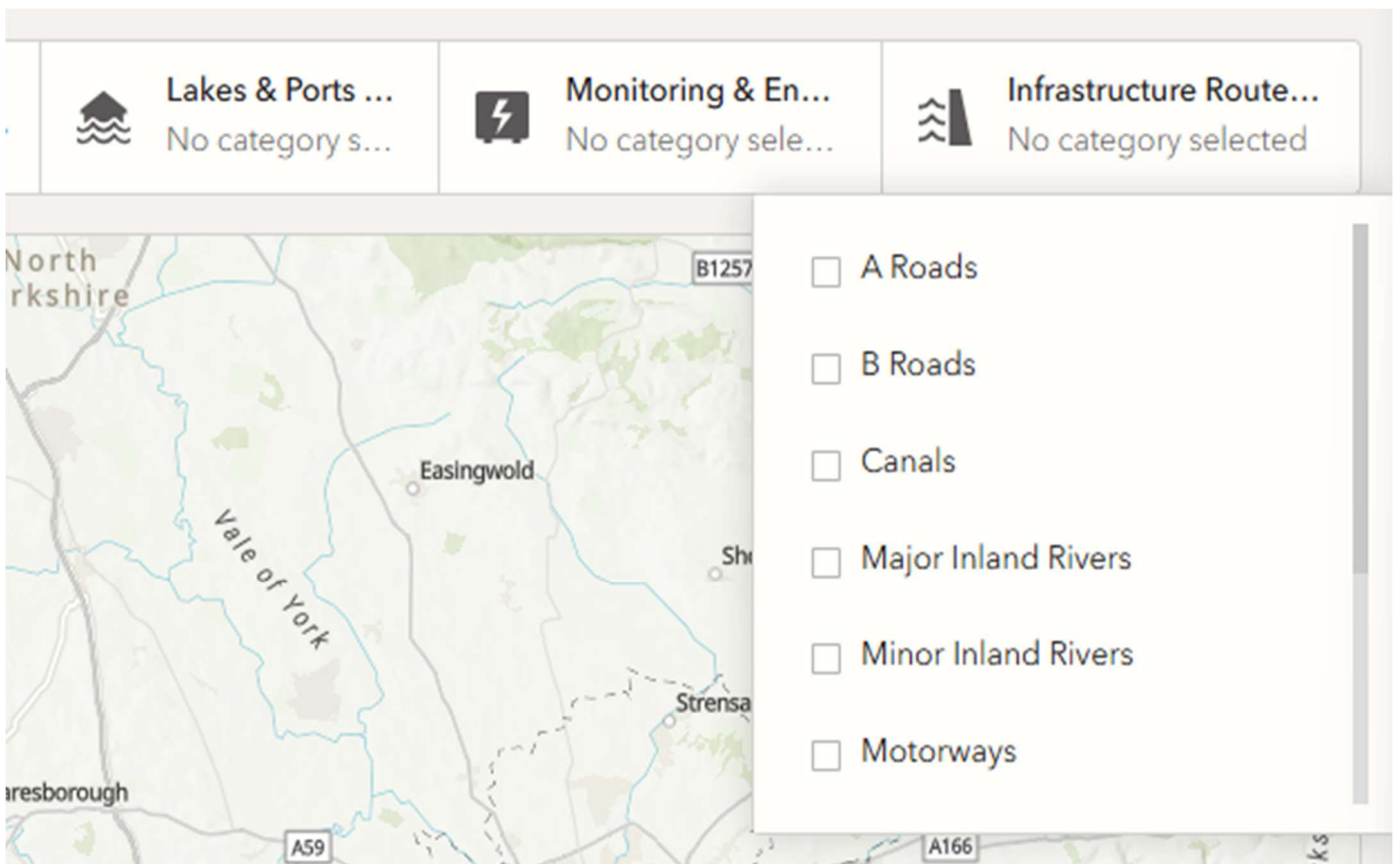 Lakes & Ports ...
No category s...
Monitoring & En...
No category sele...
Infrastructure Route...
No category selected
A Roads
B Roads
Canals
Major Inland Rivers
Minor Inland Rivers
Motorways
North
rkshire
B1257
Easingwold
Vale of York
She
Strensa
aresborough
A59
A166
ks